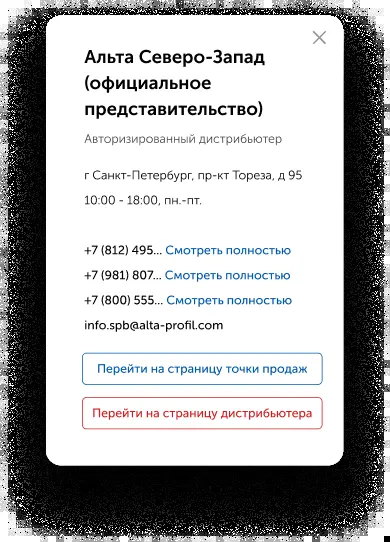 Альта Северо-Запад
(официальное
представительство)
Авторизированный дистрибьютер
г Санкт-Петербург, пр-кт Тореза, д 95
10:00 - 18:00, пн.-пт.
+7 (812) 495... Смотреть полностью
+7 (981) 807... Смотреть полностью
+7 (800) 555... Смотреть полностью
info.spb@alta-profil.com
Перейти на страницу точки продаж
Перейти на страницу дистрибьютера